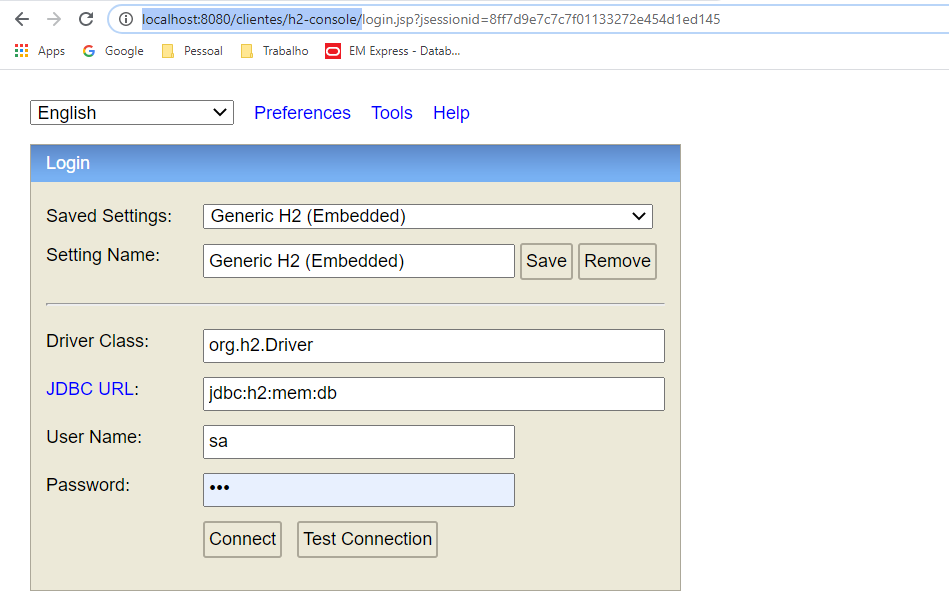 localhost:8080/clientes/h2-console/login.jsp?jsessionid=8ff7d9e7c7c7f01133272e454d1ed145
Apps Google Pessoal Trabalho EM Express - Datab...
English Preferences Tools Help
Login
Saved Settings: Generic H2 (Embedded)
Setting Name: Generic H2 (Embedded) Save Remove
Driver Class: org.h2.Driver
JDBC URL: jdbc:h2:mem:db
User Name: sa
Password: •••
Connect Test Connection